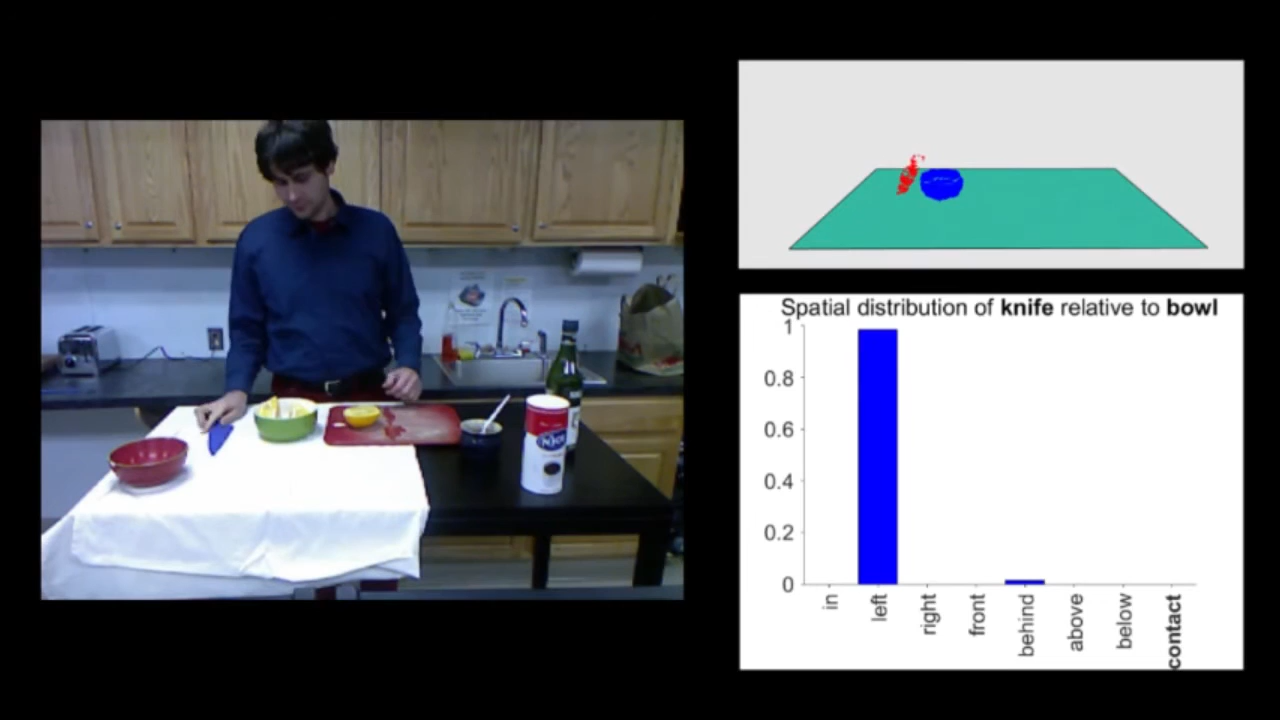 Spatial distribution of knife relative to bowl
1
0.8
0.6
0.4
0.2
0
in
left
right
front
behind
above
below
contact